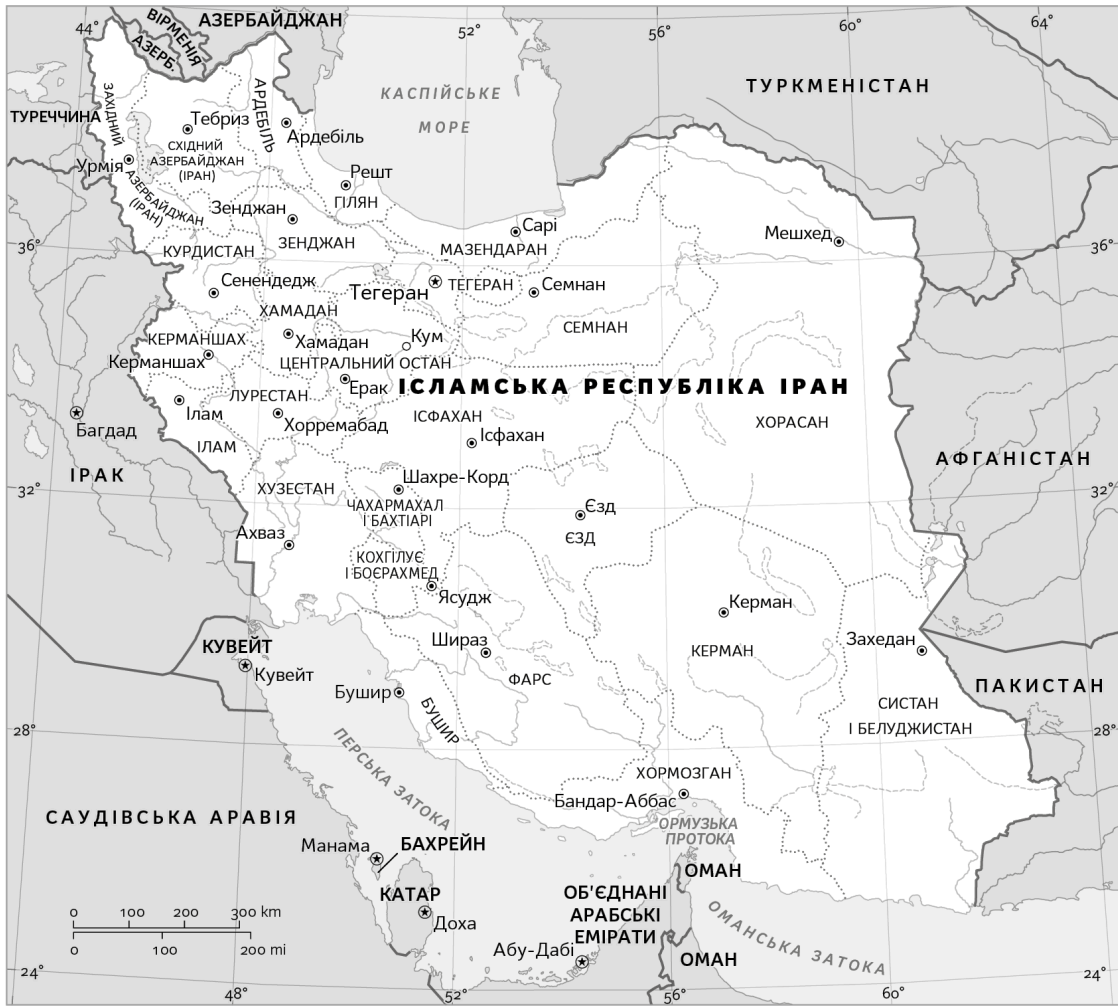 44°
52°
56°
60°
64°
ВІРМЕНІЯ
АЗЕРБАЙДЖАН
АЗЕРБ.
ТУРКМЕНІСТАН
КАСПІЙСЬКЕ
МОРЕ
ТУРЕЧЧИНА
ЗАХІДНИЙ
АЗЕРБАЙДЖАН
(ІРАН)
АРДЕБІЛЬ
Тебриз
Ардебіль
СХІДНИЙ
АЗЕРБАЙДЖАН
(ІРАН)
Урмія
Решт
ГІЛЯН
Зенджан
ЗЕНДЖАН
Сарі
МАЗЕНДАРАН
Мешхед
36°
36°
КУРДИСТАН
Сенендедж
Тегеран
ТЕГЕРАН
Семнан
ХАМАДАН
СЕМНАН
КЕРМАНШАХ
Хамадан
Кум
Керманшах
ЦЕНТРАЛЬНИЙ ОСТАН
Ерак
ІСЛАМСЬКА РЕСПУБЛІКА ІРАН
ЛУРЕСТАН
Ілам
Хорремабад
ІСФАХАН
Ісфахан
ХОРАСАН
Багдад
ІЛАМ
ІРАК
АФГАНІСТАН
32°
32°
ХУЗЕСТАН
Шахре-Корд
ЧАХАРМАХАЛ
І БАХТІАРІ
Єзд
ЄЗД
Ахваз
КОХГІЛУЄ
І БОЄРАХМЕД
Ясудж
Керман
КЕРМАН
Захедан
КУВЕЙТ
Кувейт
Шираз
ФАРС
Бушир
БУШИР
ПАКИСТАН
СИСТАН
І БЕЛУДЖИСТАН
28°
28°
ПЕРСЬКА ЗАТОКА
ХОРМОЗГАН
Бандар-Аббас
ОРМУЗЬКА
ПРОТОКА
САУДІВСЬКА АРАВІЯ
Манама
БАХРЕЙН
КАТАР
Доха
ОМАН
ОБ'ЄДНАНІ
АРАБСЬКІ
ЕМІРАТИ
Абу-Дабі
ОМАН
ОМАНСЬКА ЗАТОКА
0 100 200 300 km
0 100 200 mi
24°
24°
48°
52°
56°
60°